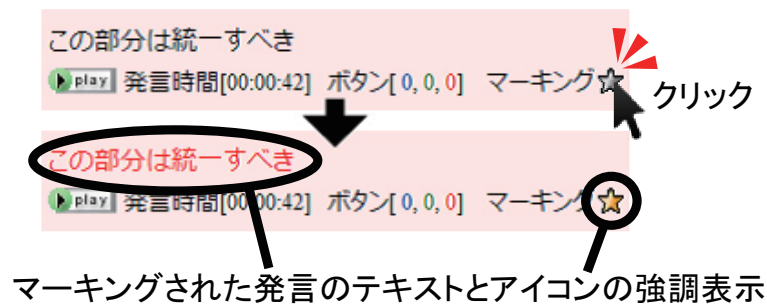 この部分は統一すべき
play 発言時間[00:00:42] ボタン[ 0, 0, 0] マーキング
クリック
この部分は統一すべき
play 発言時間[00:00:42] ボタン[ 0, 0, 0] マーキング
マーキングされた発言のテキストとアイコンの強調表示